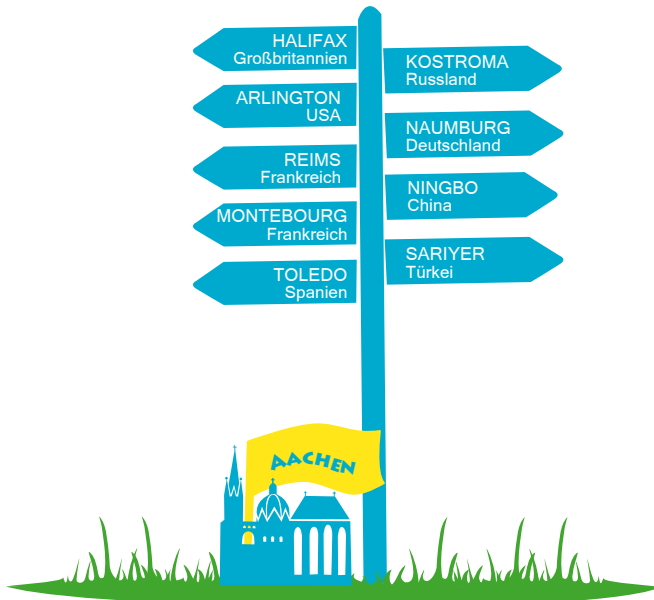 HALIFAX
Großbritannien
ARLINGTON
USA
REIMS
Frankreich
MONTEBOURG
Frankreich
TOLEDO
Spanien
KOSTROMA
Russland
NAUMBURG
Deutschland
NINGBO
China
SARIYER
Türkei
AACHEN